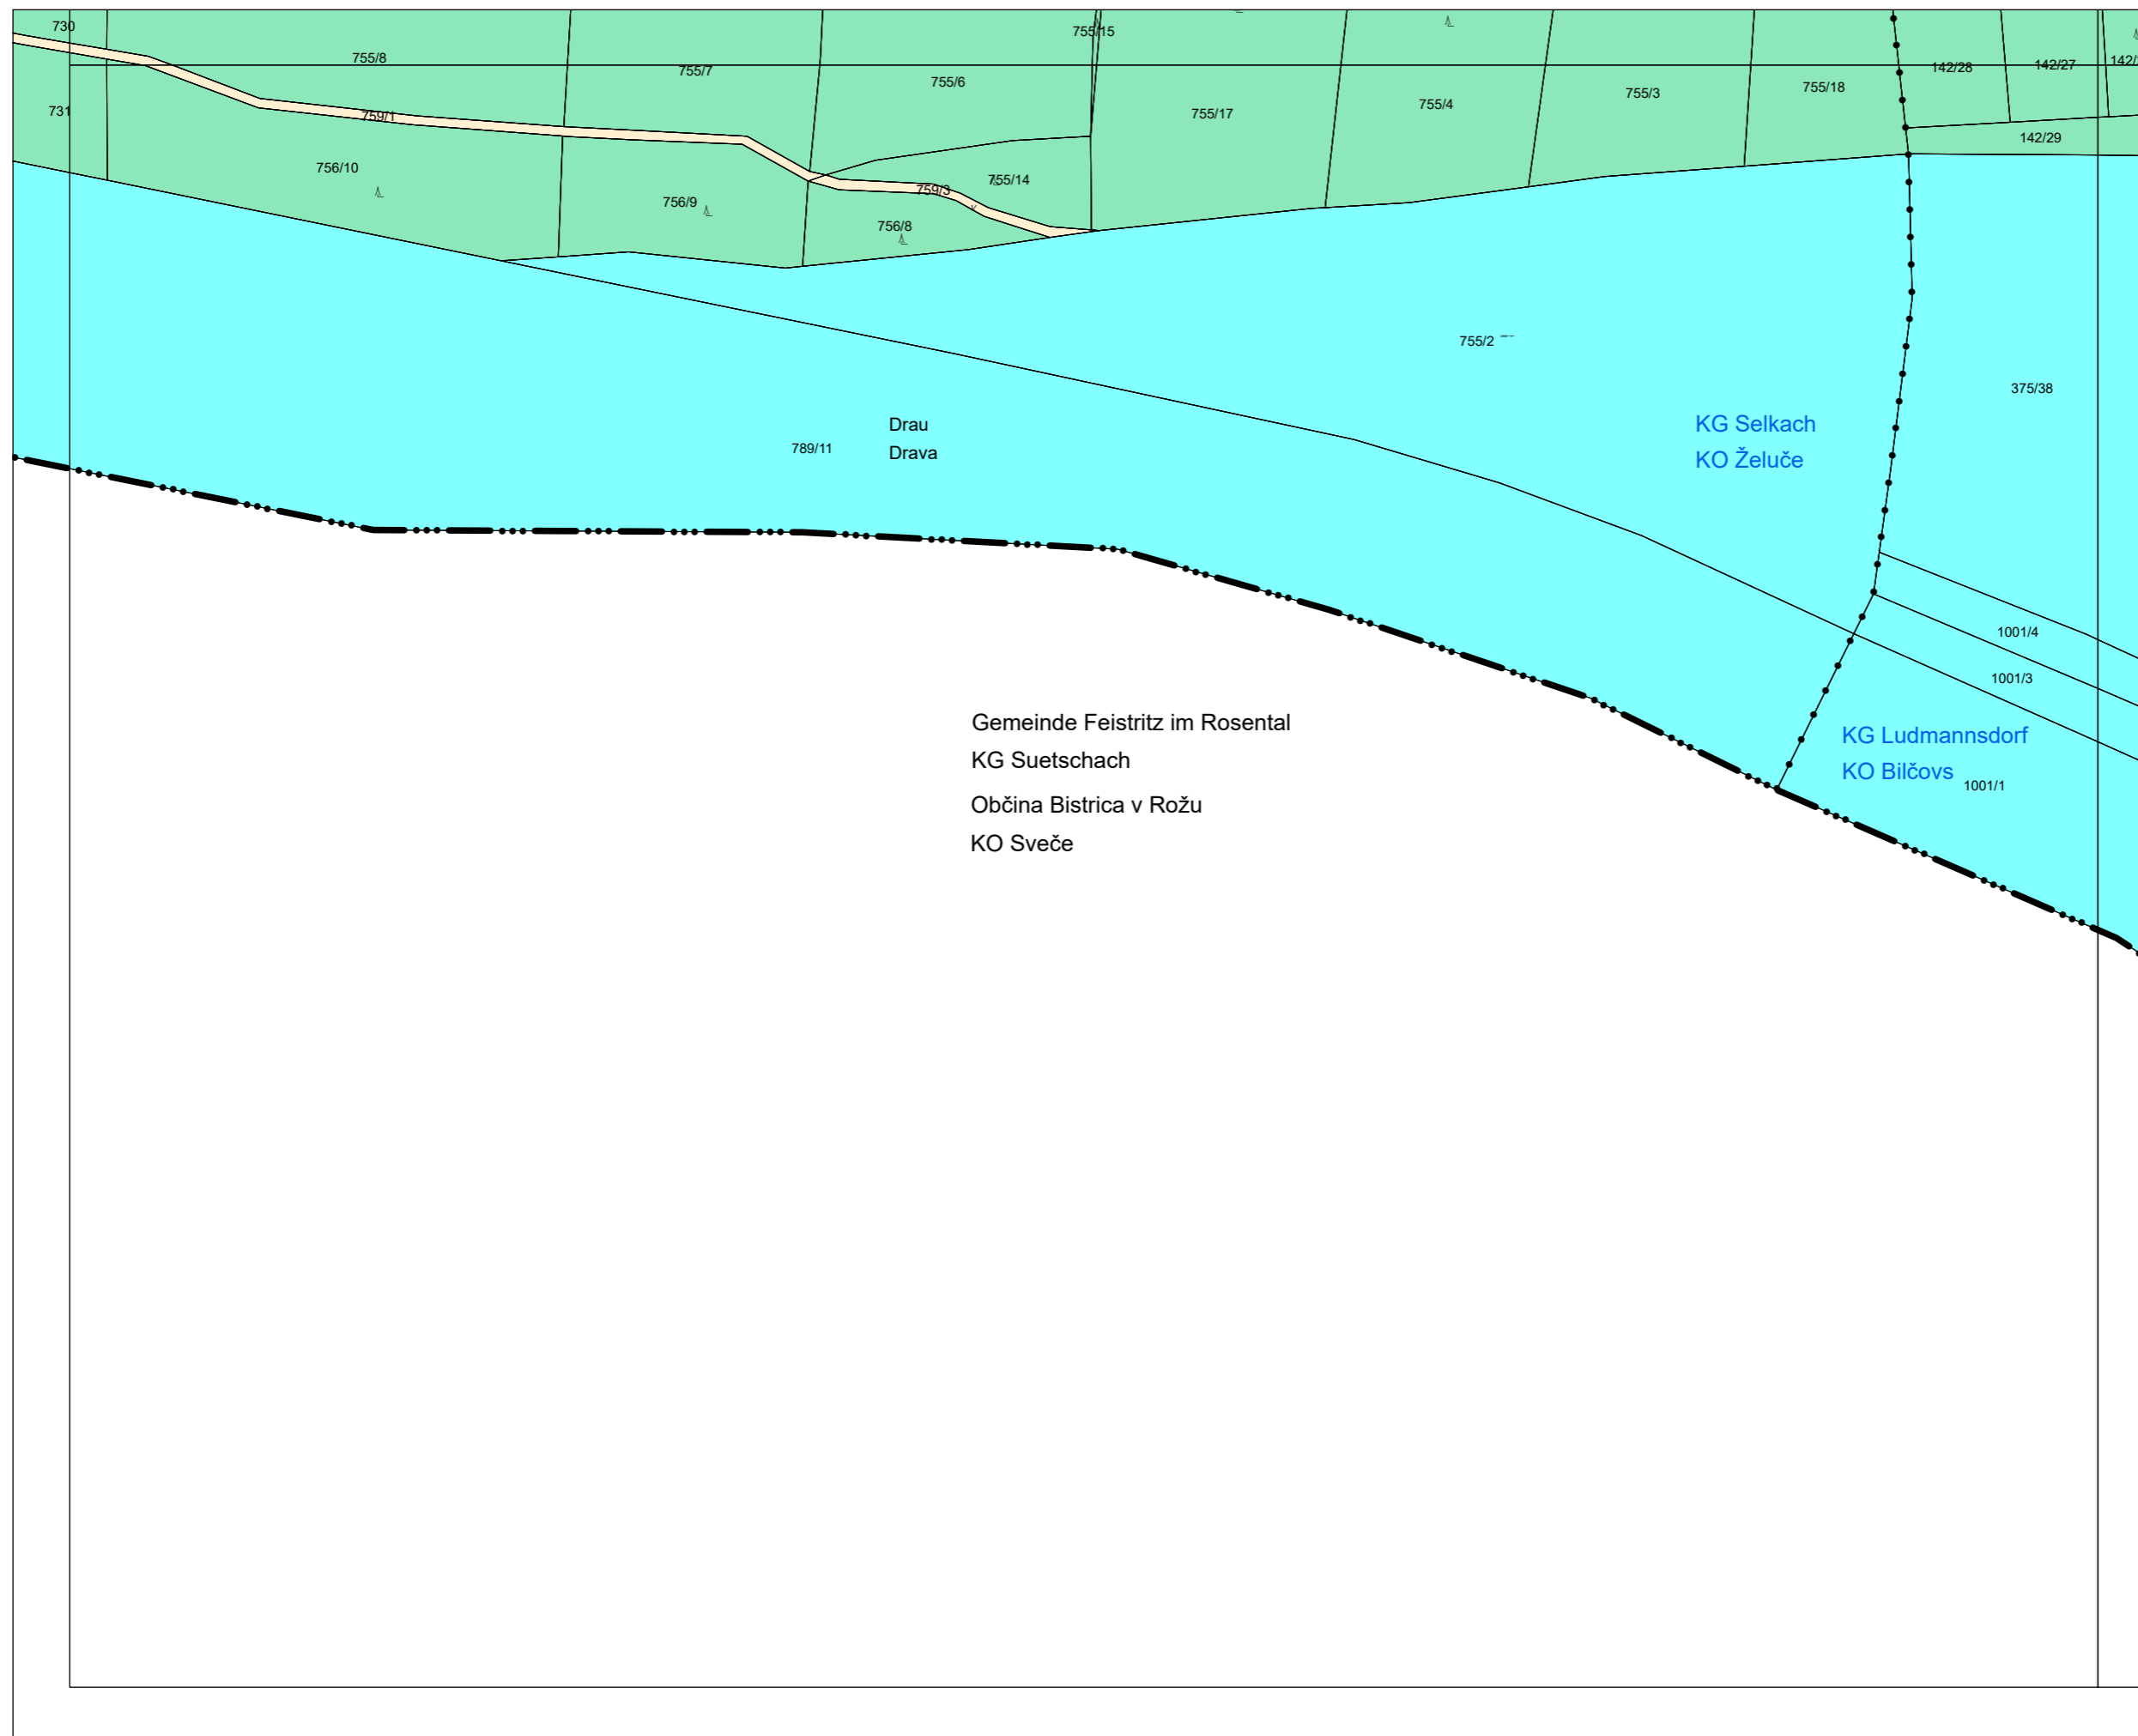 730
755/15
755/8
755/7
755/6
142/28
142/27
755/18
755/3
755/4
755/17
731
759/1
142/29
756/10
755/14
759/3
756/9
756/8
755/2
375/38
Drau
Drava
789/11
KG Selkach
KO Želuče
1001/4
1001/3
Gemeinde Feistritz im Rosental
KG Suetschach
Občina Bistrica v Rožu
KO Sveče
KG Ludmannsdorf
KO Bilčovs
1001/1